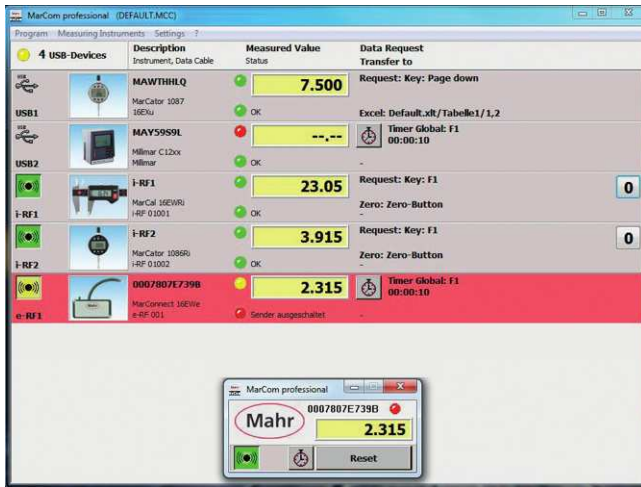 MarCom professional (DEFAULT.MCC)
Program Measuring Instruments Settings ?
4 USB-Devices
Description
Instrument, Data Cable
Measured Value
Status
Data Request
Transfer to
USB1
MAWTHHLQ
MarCator 1087
16EXu
7.500
OK
Request: Key: Page down
Excel: Default.xlt/Tabelle1/1,2
USB2
MAY59S9L
Millimar C12xx
Millimar
--.--
OK
Timer Global: F1
00:00:10
-
i-RF1
i-RF1
MarCal 16EWRi
i-RF 01001
23.05
OK
Request: Key: F1
Zero: Zero-Button
-
0
i-RF2
i-RF2
MarCator 1086Ri
i-RF 01002
3.915
OK
Request: Key: F1
Zero: Zero-Button
-
0
e-RF1
0007807E739B
MarConnect 16EWe
e-RF 001
2.315
Sender ausgeschaltet
Timer Global: F1
00:00:10
-
MarCom professional
Mahr
0007807E739B
2.315
Reset